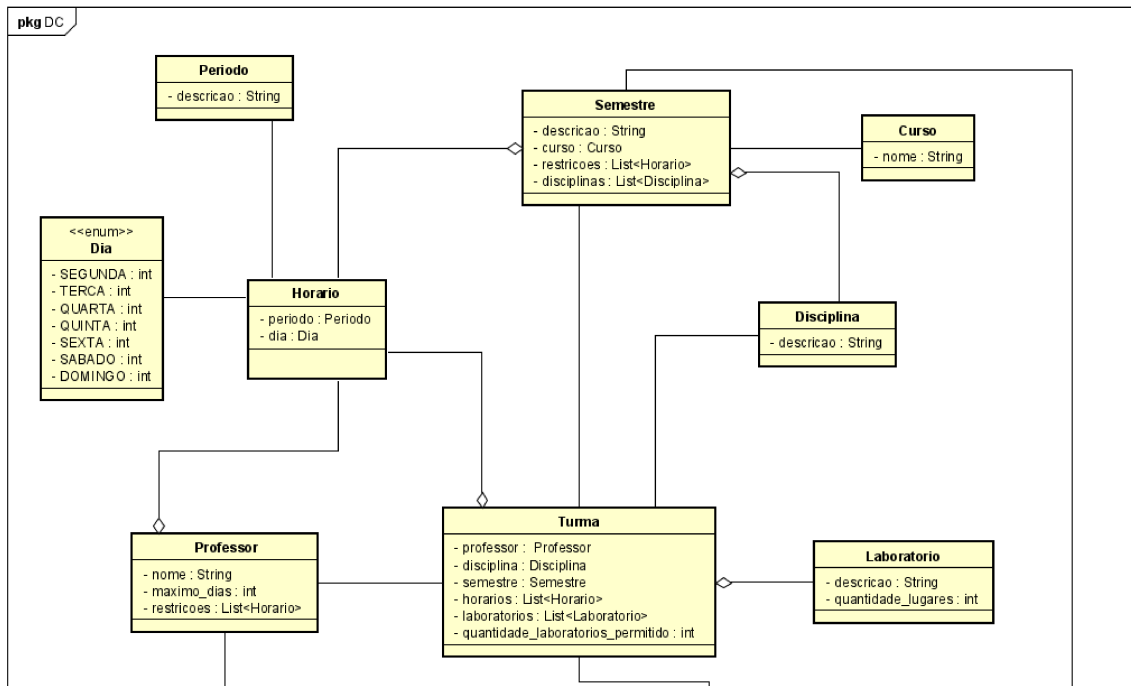 pkg DC
Periodo
- descricao : String
Semestre
- descricao : String
- curso : Curso
- restricoes : List<Horario>
- disciplinas : List<Disciplina>
Curso
- nome : String
<<enum>>
Dia
- SEGUNDA : int
- TERCA : int
- QUARTA : int
- QUINTA : int
- SEXTA : int
- SABADO : int
- DOMINGO : int
Horario
- periodo : Periodo
- dia : Dia
Disciplina
- descricao : String
Professor
- nome : String
- maximo_dias : int
- restricoes : List<Horario>
Turma
- professor : Professor
- disciplina : Disciplina
- semestre : Semestre
- horarios : List<Horario>
- laboratorios : List<Laboratorio>
- quantidade_laboratorios_permitido : int
Laboratorio
- descricao : String
- quantidade_lugares : int